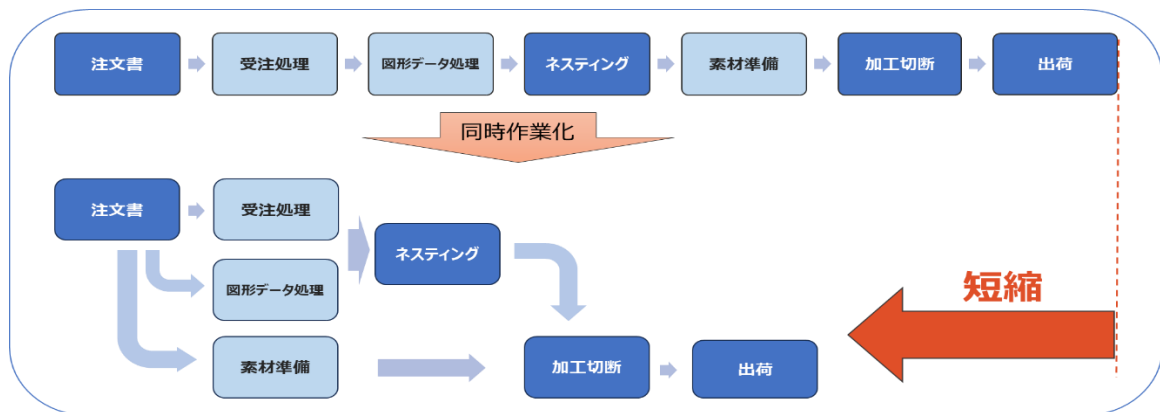 注文書
受注処理
図形データ処理
ネスティング
素材準備
加工切断
出荷
同時作業化
注文書
受注処理
ネスティング
図形データ処理
短縮
素材準備
加工切断
出荷